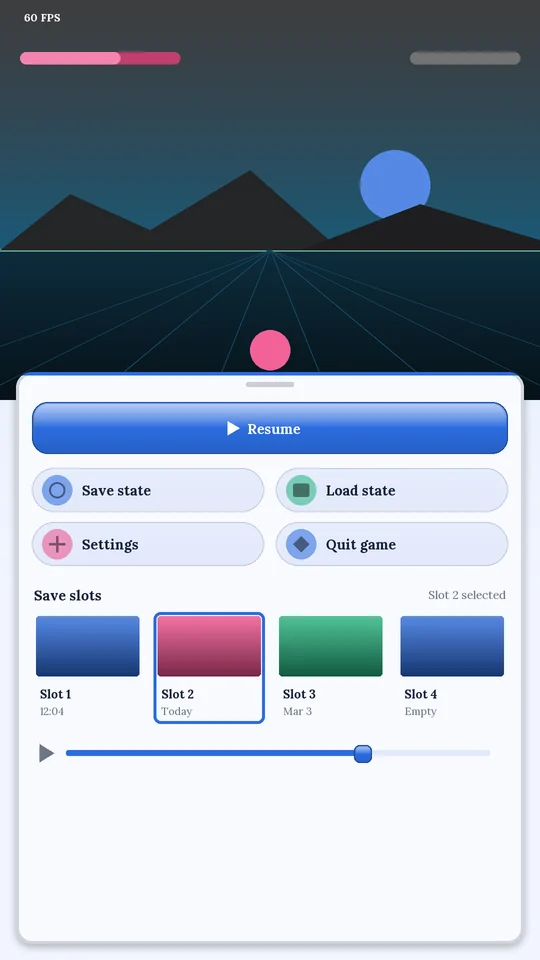 60 FPS
Resume
Save state
Load state
Settings
Quit game
Save slots
Slot 2 selected
Slot 1
12:04
Slot 2
Today
Slot 3
Mar 3
Slot 4
Empty